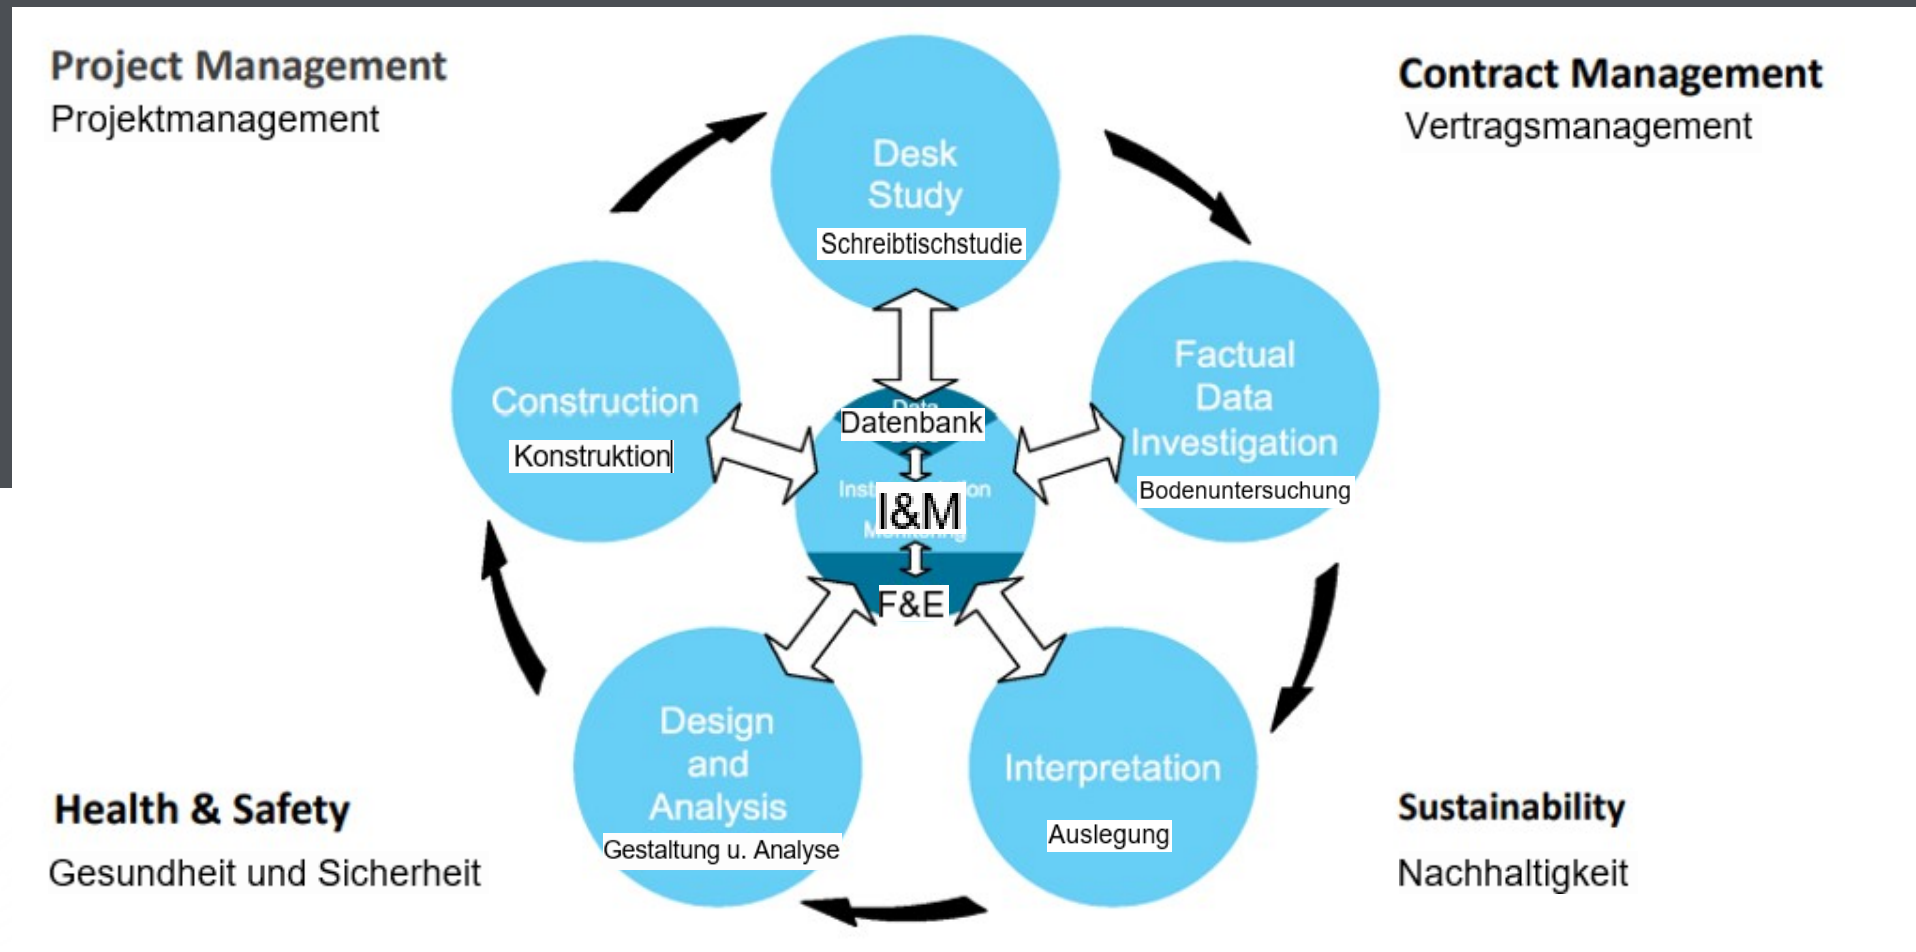 Project Management
Projektmanagement
Contract Management
Vertragsmanagement
Desk
Study
Schreibtischstudie
Factual
Data
Investigation
Bodenuntersuchung
Construction
Konstruktion
Datenbank
I&M
F&E
Design
and
Analysis
Gestaltung u. Analyse
Interpretation
Auslegung
Health & Safety
Gesundheit und Sicherheit
Sustainability
Nachhaltigkeit